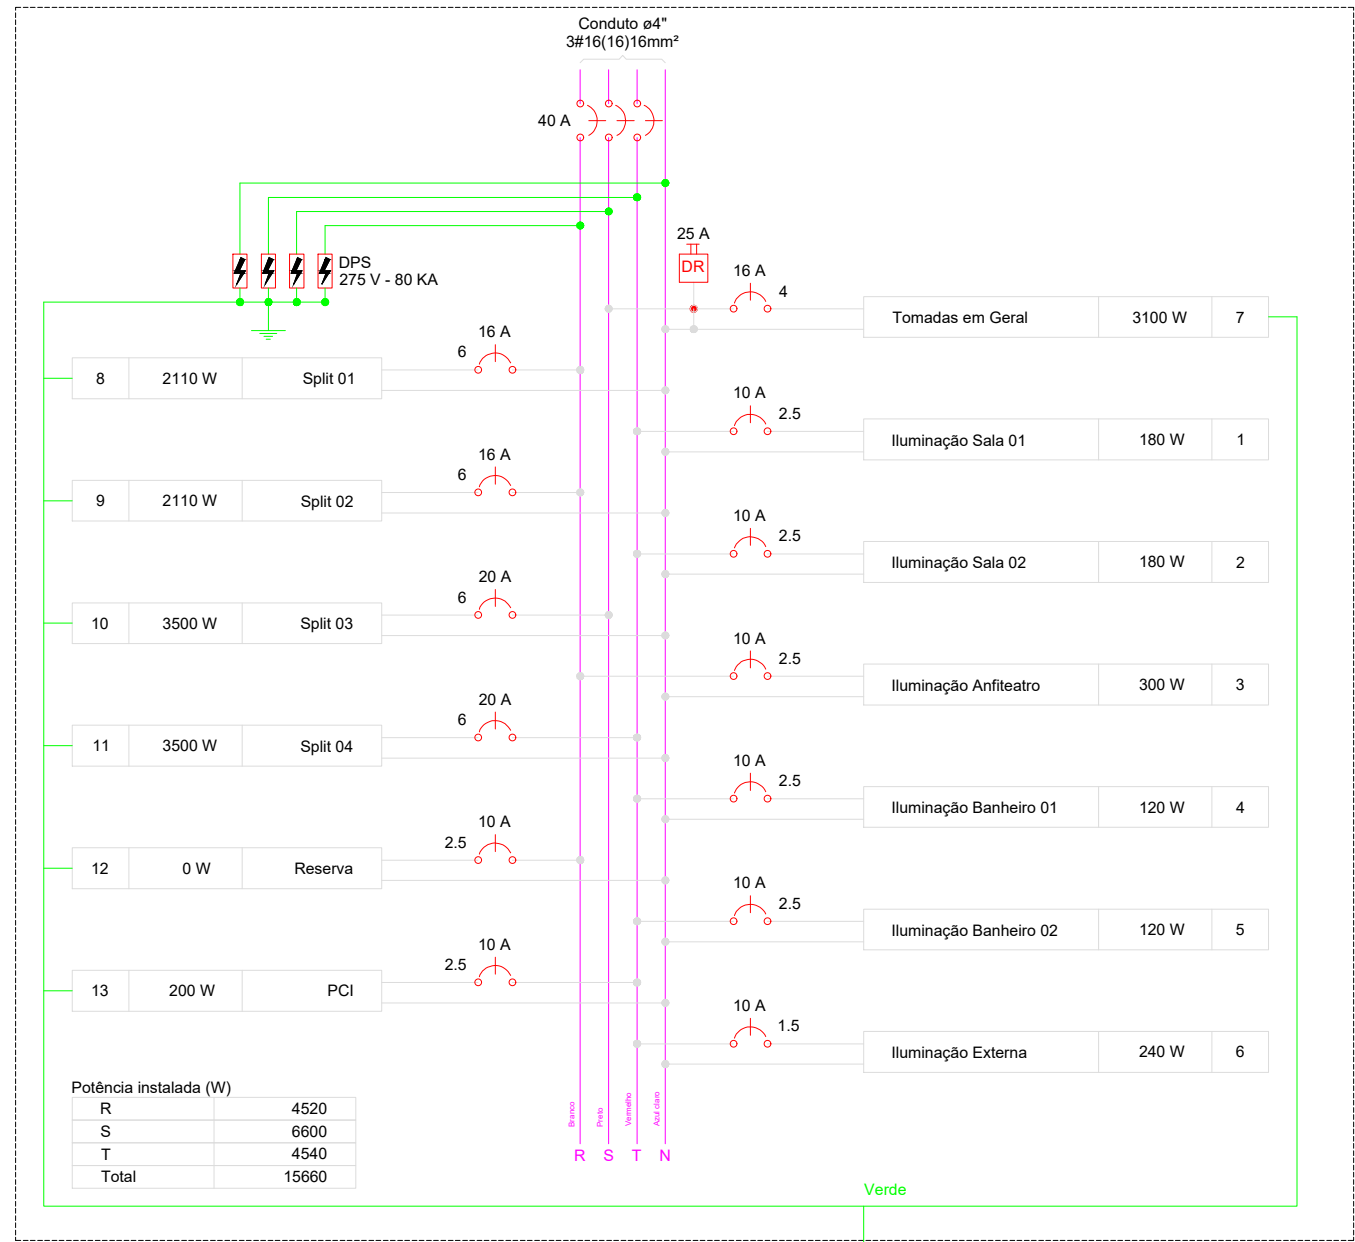 Conduto ø4"
3#16(16)16mm²
40 A
DPS
275 V - 80 KA
25 A
DR
16 A
4
Tomadas em Geral 3100 W 7
16 A
6
8 2110 W Split 01
10 A
2.5
Iluminação Sala 01 180 W 1
16 A
6
9 2110 W Split 02
10 A
2.5
Iluminação Sala 02 180 W 2
20 A
6
10 3500 W Split 03
10 A
2.5
Iluminação Anfiteatro 300 W 3
20 A
6
11 3500 W Split 04
10 A
2.5
Iluminação Banheiro 01 120 W 4
10 A
2.5
12 0 W Reserva
10 A
2.5
Iluminação Banheiro 02 120 W 5
10 A
2.5
13 200 W PCI
10 A
1.5
Iluminação Externa 240 W 6
Potência instalada (W)
R 4520
S 6600
T 4540
Total 15660
Branco
Preto
Vermelho
Azul claro
R S T N
Verde